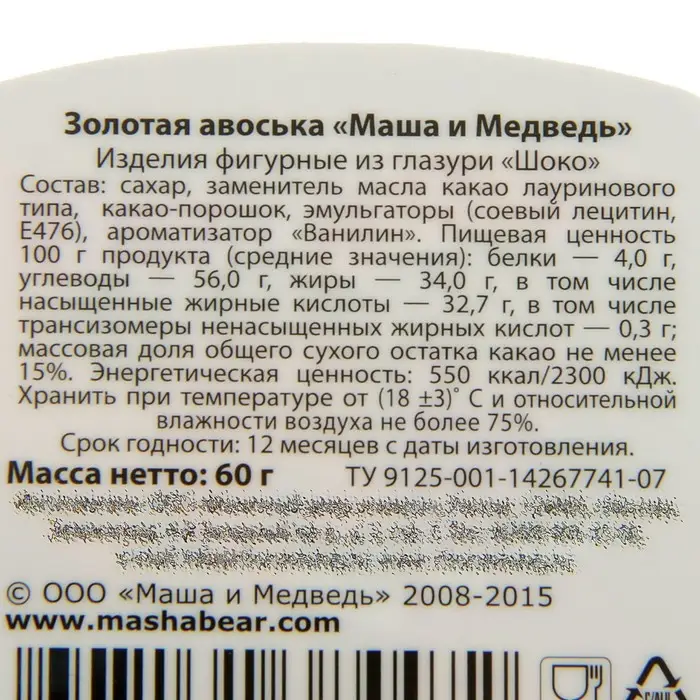 Золотая авоська «Маша и Медведь»
Изделия фигурные из глазури «Шоко»
Состав: сахар, заменитель масла какао лауринового
типа, какао-порошок, эмульгаторы (соевый лецитин,
Е476), ароматизатор «Ванилин». Пищевая ценность
100 г продукта (средние значения): белки — 4,0 г,
углеводы — 56,0 г, жиры — 34,0 г, в том числе
насыщенные жирные кислоты — 32,7 г, в том числе
трансизомеры ненасыщенных жирных кислот — 0,3 г;
массовая доля общего сухого остатка какао не менее
15%. Энергетическая ценность: 550 ккал/2300 кДж.
Хранить при температуре от (18 ±3)° С и относительной
влажности воздуха не более 75%.
Срок годности: 12 месяцев с даты изготовления.
Масса нетто: 60 г ТУ 9125-001-14267741-07
© ООО «Маша и Медведь» 2008-2015
www.mashabear.com